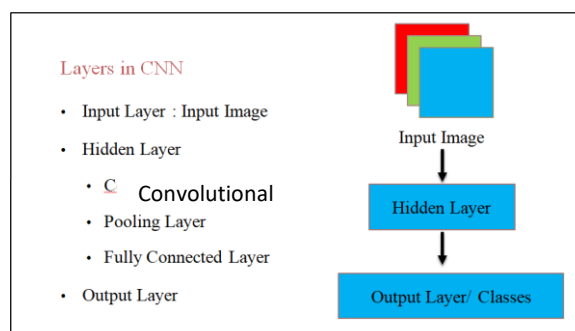 Layers in CNN
• Input Layer : Input Image
• Hidden Layer
• C Convolutional
• Pooling Layer
• Fully Connected Layer
• Output Layer
Input Image
Hidden Layer
Output Layer/ Classes